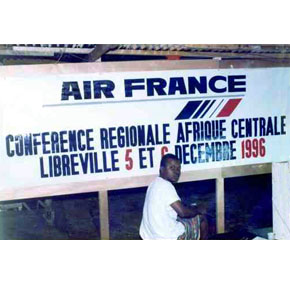 AIR FRANCE
CONFERENCE REGIONALE AFRIQUE CENTRALE
LIBREVILLE 5 ET 6 DECEMBRE 1996